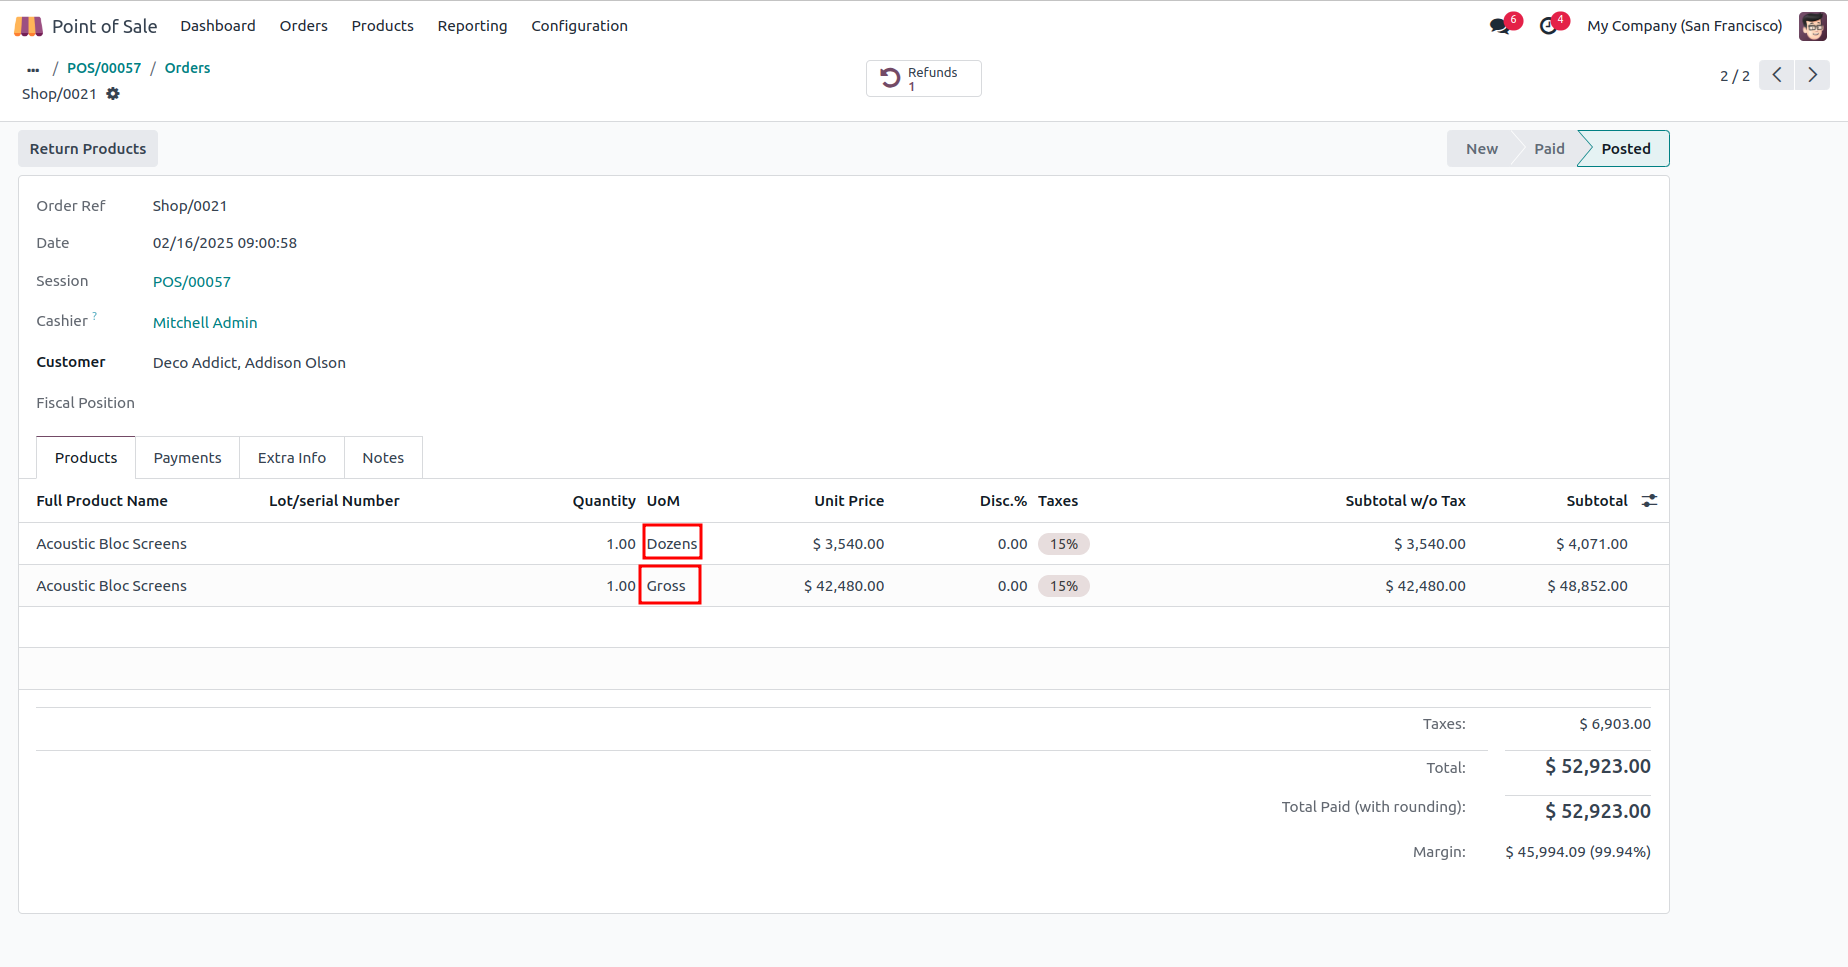 Point of Sale Dashboard Orders Products Reporting Configuration 6 4 My Company (San Francisco)
... / POS/00057 / Orders
Shop/0021
Refunds
1
2 / 2
Return Products
New Paid Posted
Order Ref Shop/0021
Date 02/16/2025 09:00:58
Session POS/00057
Cashier ? Mitchell Admin
Customer Deco Addict, Addison Olson
Fiscal Position
Products Payments Extra Info Notes
Full Product Name Lot/serial Number Quantity UoM Unit Price Disc.% Taxes Subtotal w/o Tax Subtotal
Acoustic Bloc Screens 1.00 Dozens $ 3,540.00 0.00 15% $ 3,540.00 $ 4,071.00
Acoustic Bloc Screens 1.00 Gross $ 42,480.00 0.00 15% $ 42,480.00 $ 48,852.00
Taxes: $ 6,903.00
Total: $ 52,923.00
Total Paid (with rounding): $ 52,923.00
Margin: $ 45,994.09 (99.94%)